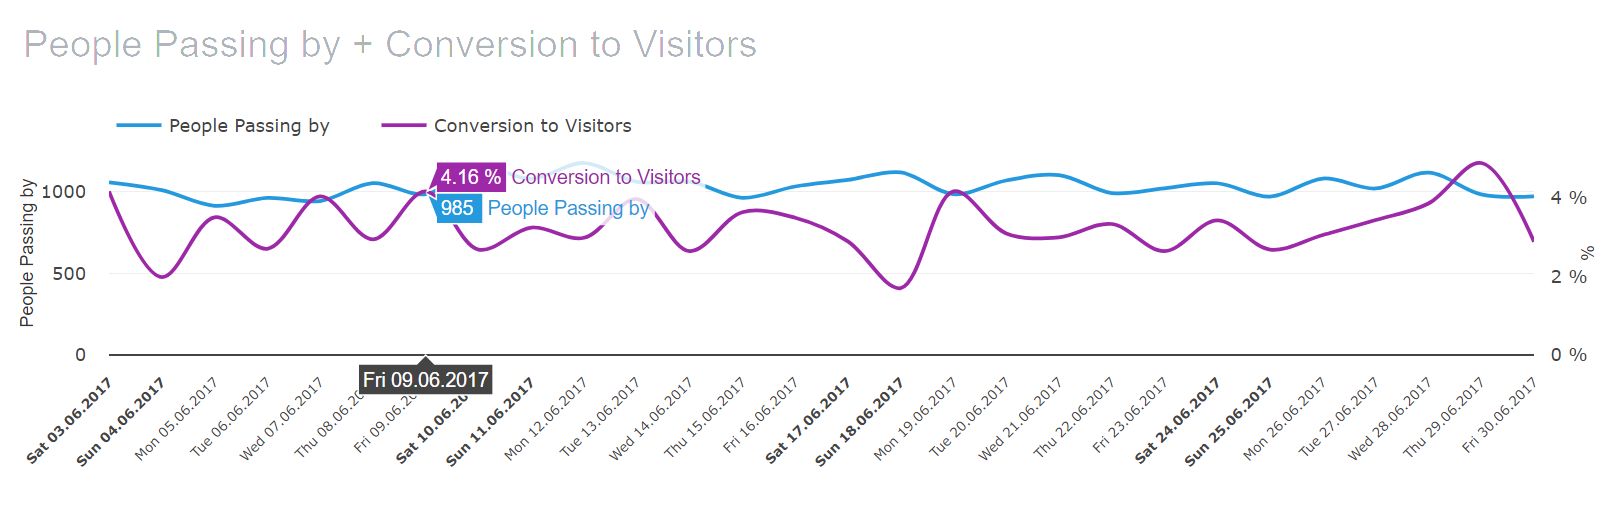 People Passing by + Conversion to Visitors
People Passing by
Conversion to Visitors
4.16 % Conversion to Visitors
985 People Passing by
People Passing by
1000
500
0
4 %
2 %
0 %
%
Fri 09.06.2017
Sat 03.06.2017
Sun 04.06.2017
Mon 05.06.2017
Tue 06.06.2017
Wed 07.06.2017
Thu 08.06
Fri 09.06
Sat 10.06.20
Sun 11.06.2017
Mon 12.06.2017
Tue 13.06.2017
Wed 14.06.2017
Thu 15.06.2017
Fri 16.06.2017
Sat 17.06.2017
Sun 18.06.2017
Mon 19.06.2017
Tue 20.06.2017
Wed 21.06.2017
Thu 22.06.2017
Fri 23.06.2017
Sat 24.06.2017
Sun 25.06.2017
Mon 26.06.2017
Tue 27.06.2017
Wed 28.06.2017
Thu 29.06.2017
Fri 30.06.2017